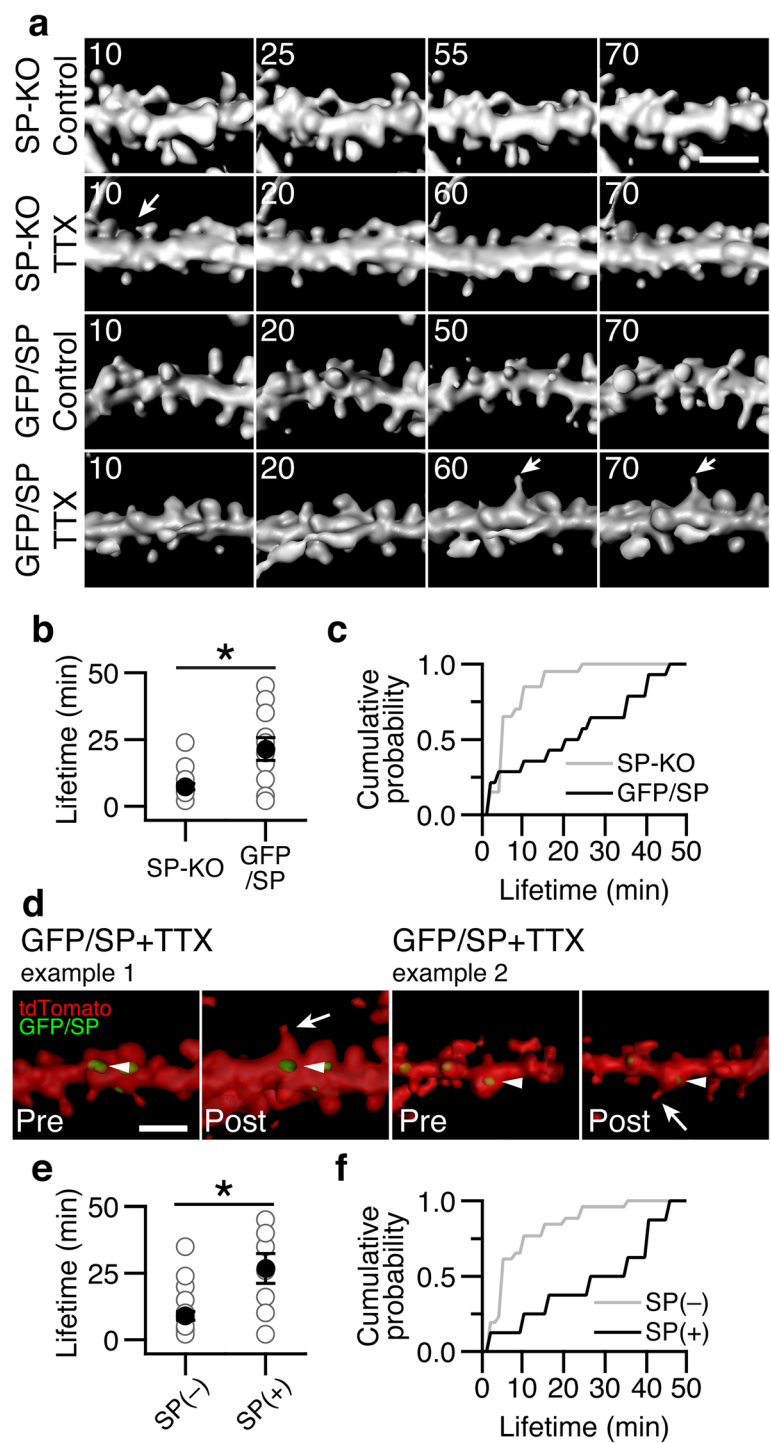 a
SP-KO
Control
10
25
55
70
SP-KO
TTX
10
20
60
70
GFP/SP
Control
10
20
50
70
GFP/SP
TTX
10
20
60
70
b
Lifetime (min)
50
25
0
*
SP-KO
GFP
/SP
c
Cumulative
probability
1.0
0.5
0.0
SP-KO
GFP/SP
0 10 20 30 40 50
Lifetime (min)
d
GFP/SP+TTX
example 1
GFP/SP+TTX
example 2
tdTomato
GFP/SP
Pre
Post
Pre
Post
e
Lifetime (min)
50
25
0
*
SP(–)
SP(+)
f
Cumulative
probability
1.0
0.5
0.0
SP(–)
SP(+)
0 10 20 30 40 50
Lifetime (min)